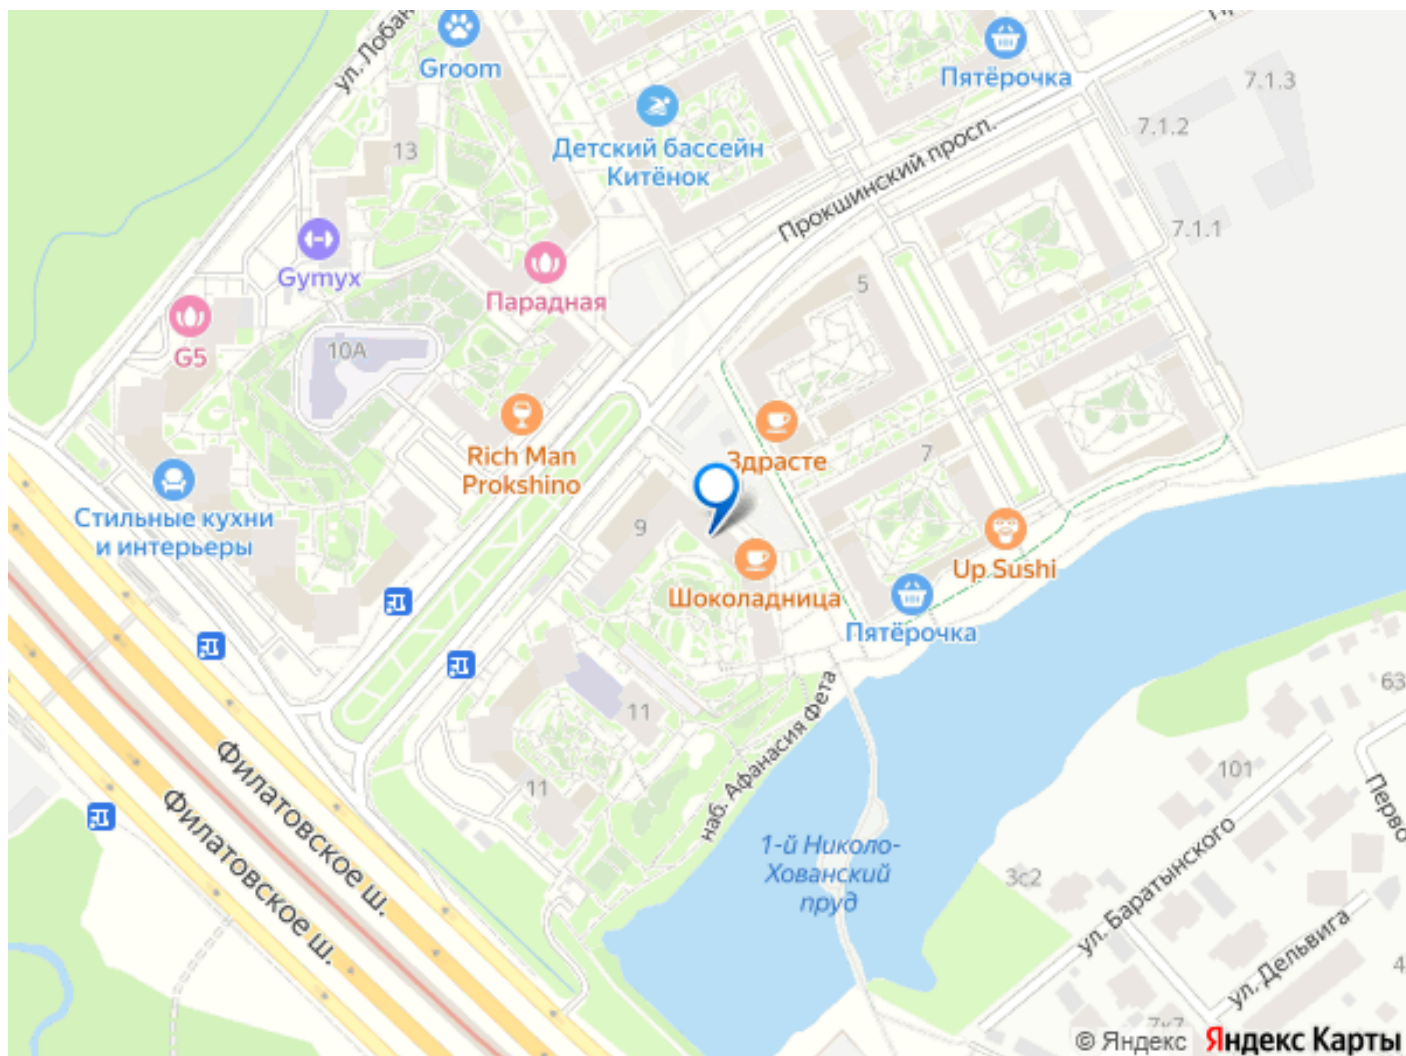 ул. Лобан
Groom
Пятёрочка
7.1.3
7.1.2
13
Детский бассейн
Китёнок
Прокшинский просп.
7.1.1
Gymyx
Парадная
5
G5
10А
Rich Man
Prokshino
Здрасте
7
Стильные кухни
и интерьеры
9
Шоколадница
Up Sushi
Пятёрочка
11
наб. Афанасия Фета
63
11
101
Перво
Филатовское ш.
Филатовское ш.
1-й Николо-
Хованский
пруд
3с2
ул. Баратынского
ул. Дельвига
4
7к7
© Яндекс Яндекс Карты